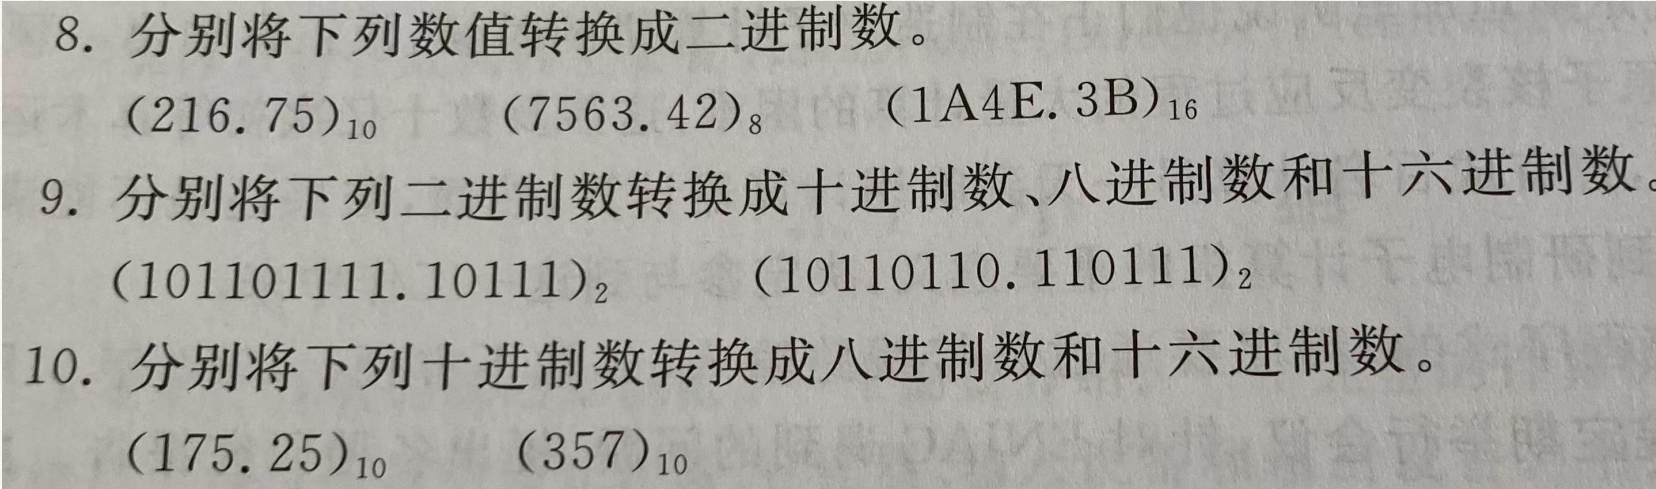 8. 分别将下列数值转换成二进制数。
(216.75)₁₀ (7563.42)₈ (1A4E.3B)₁₆
9. 分别将下列二进制数转换成十进制数、八进制数和十六进制数。
(101101111.10111)₂ (10110110.110111)₂
10. 分别将下列十进制数转换成八进制数和十六进制数。
(175.25)₁₀ (357)₁₀